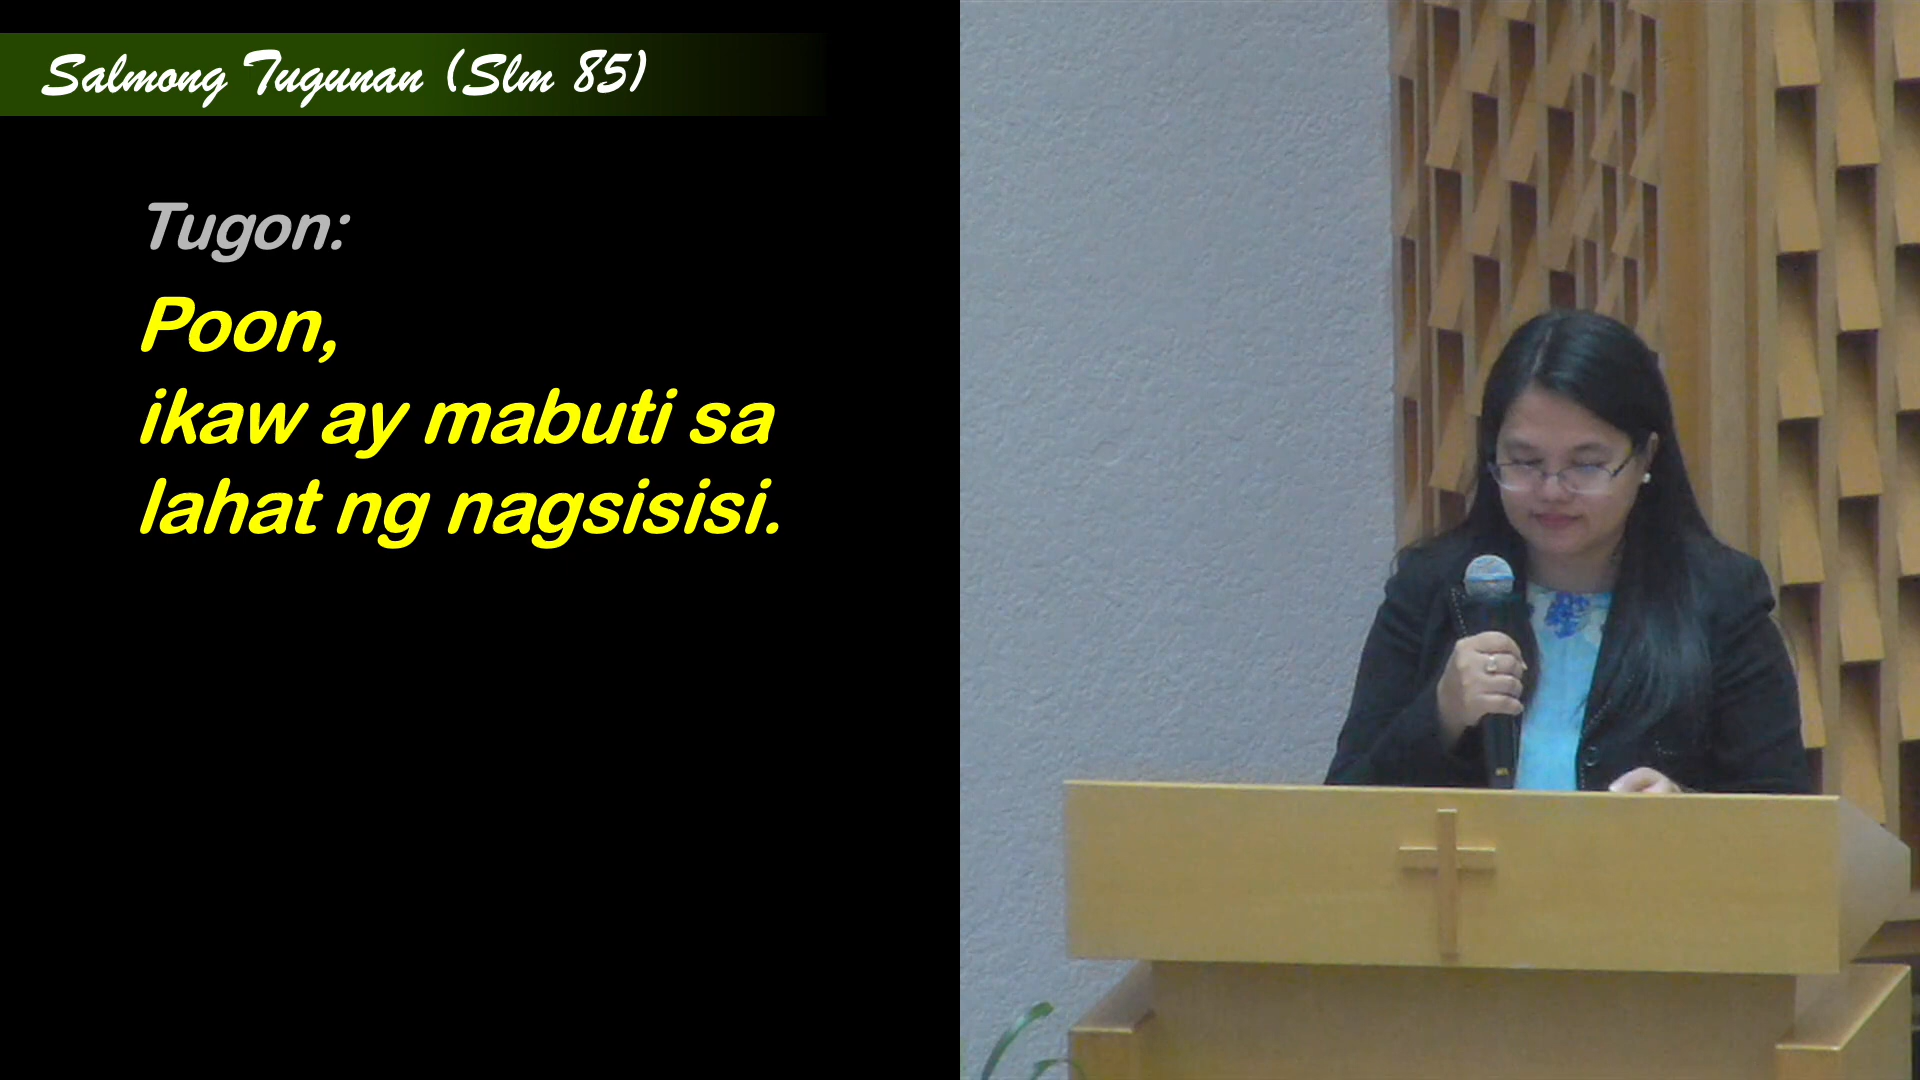 Salmong Tugunan (Slm 85)
Tugon:
Poon,
ikaw ay mabuti sa
lahat ng nagsisisi.